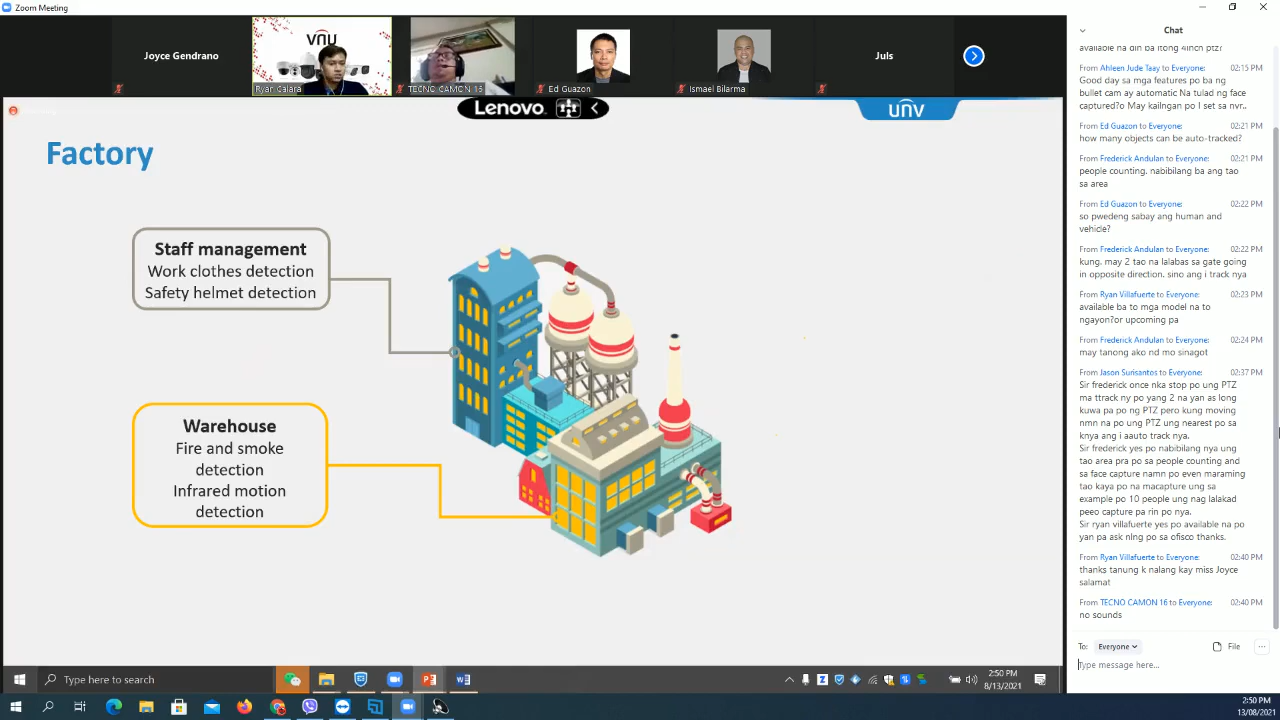 Zoom Meeting
Joyce Gendrano
unv
Ryan Calara
TECNO CAMON 16
Ed Guazon
Ismael Bilarma
Juls
Lenovo
unv
Factory
Staff management
Work clothes detection
Safety helmet detection
Warehouse
Fire and smoke
detection
Infrared motion
detection
Chat
available na din ba itong 4inch ptz?
From Ahleen Jude Taay to Everyone: 02:15 PM
Good day sa mga features po ba ng
bullet cam ay automatic Na tulad ng face
captured?o May kailngan po I set sa nvr..
From Ed Guazon to Everyone: 02:21 PM
how many objects can be auto-tracked?
From Frederick Andulan to Everyone: 02:21 PM
people counting. nabibilang ba ang tao
sa area
From Ed Guazon to Everyone: 02:22 PM
so pwedeng sabay ang human and
vehicle?
From Frederick Andulan to Everyone: 02:22 PM
kung, may 2 tao na lalabas sa gate going
in opposite direction. sino ang i track nya
From Ryan Villafuerte to Everyone: 02:23 PM
available ba to mga model na to
ngayon?or upcoming pa
From Frederick Andulan to Everyone: 02:24 PM
may tanong ako nd mo sinagot
From Jason Surisantos to Everyone: 02:37 PM
Sir frederick once nka stop po ung PTZ
ma ttrack ny po yang 2 na yan as long
kuwa pa po ng PTZ pero kung moving
nmn na po ung PTZ ung nearest po sa
knya ang i aauto track nya.
Sir frederick yes po nabibilang nya ung
tao area pra po sa people counting and
sa face capture namn po even maraming
tao kaya po na macapture ung sa
example po 10 people ung nag lalakad
peeo capture pa rin po nya.
Sir ryan villafuerte yes po available na po
yan pa ask nlng po sa ofisco thanks.
From Ryan Villafuerte to Everyone: 02:40 PM
thanks tanung k nalang kay miss Joyce
salamat
From TECNO CAMON 16 to Everyone: 02:40 PM
no sounds
To: Everyone File
Type message here...
Type here to search
2:50 PM
8/13/2021
2:50 PM
13/08/2021